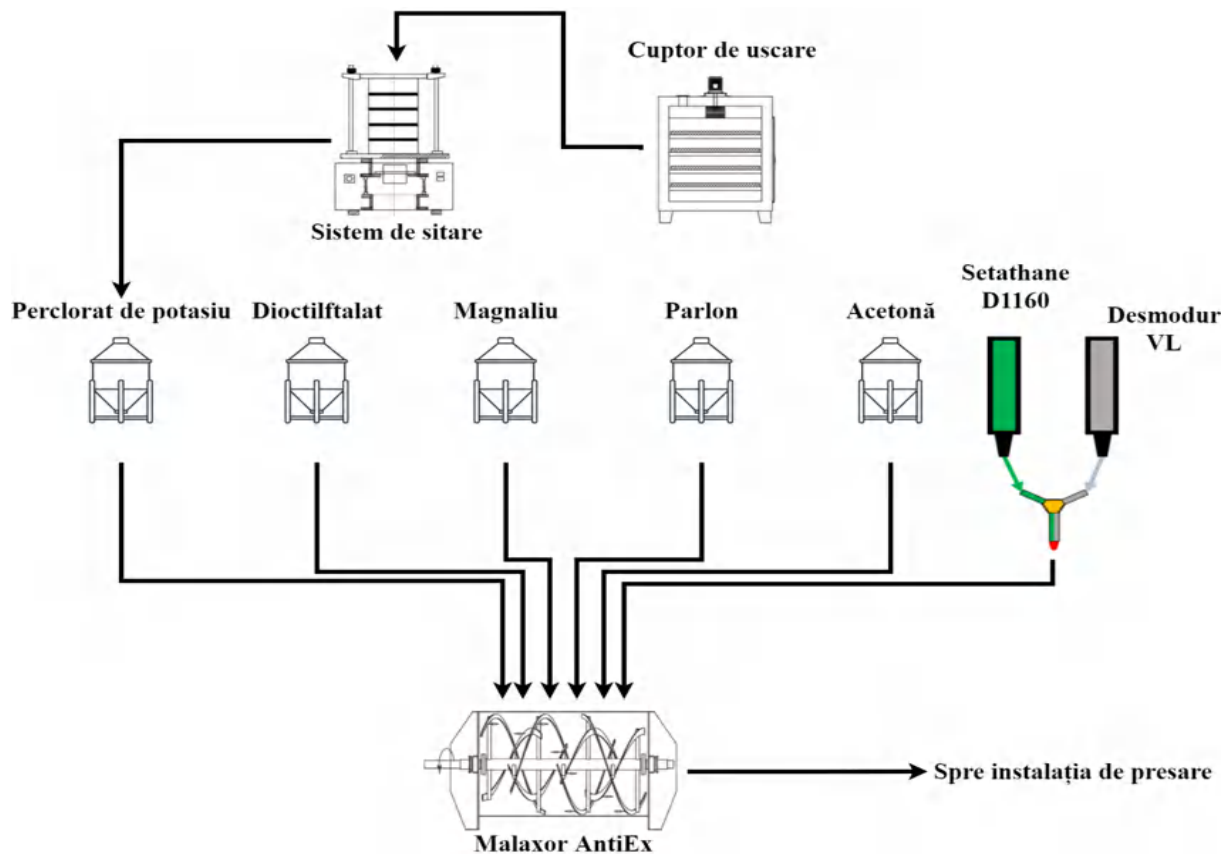 Cuptor de uscare
Sistem de sitare
Perclorat de potasiu
Dioctilftalat
Magnaliu
Parlon
Acetonă
Setathane
D1160
Desmodur
VL
Spre instalația de presare
Malaxor AntiEx